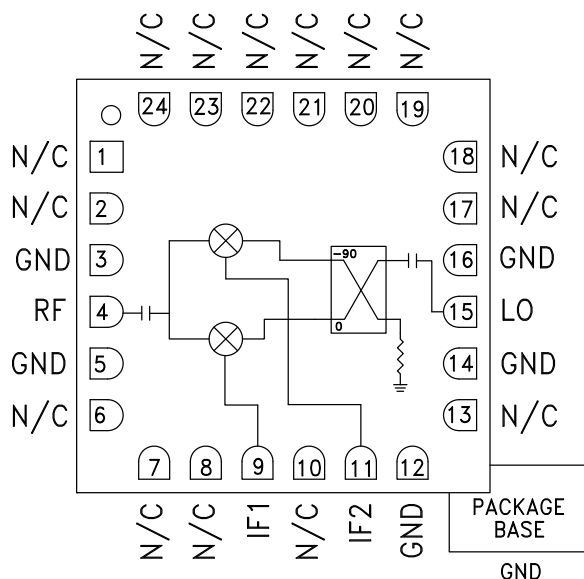 N/C N/C N/C N/C N/C N/C
24 23 22 21 20 19
N/C 1 18 N/C
N/C 2 17 N/C
GND 3 -90 16 GND
RF 4 0 15 LO
GND 5 14 GND
N/C 6 13 N/C
7 8 9 10 11 12
N/C N/C IF1 N/C IF2 GND
PACKAGE
BASE
GND